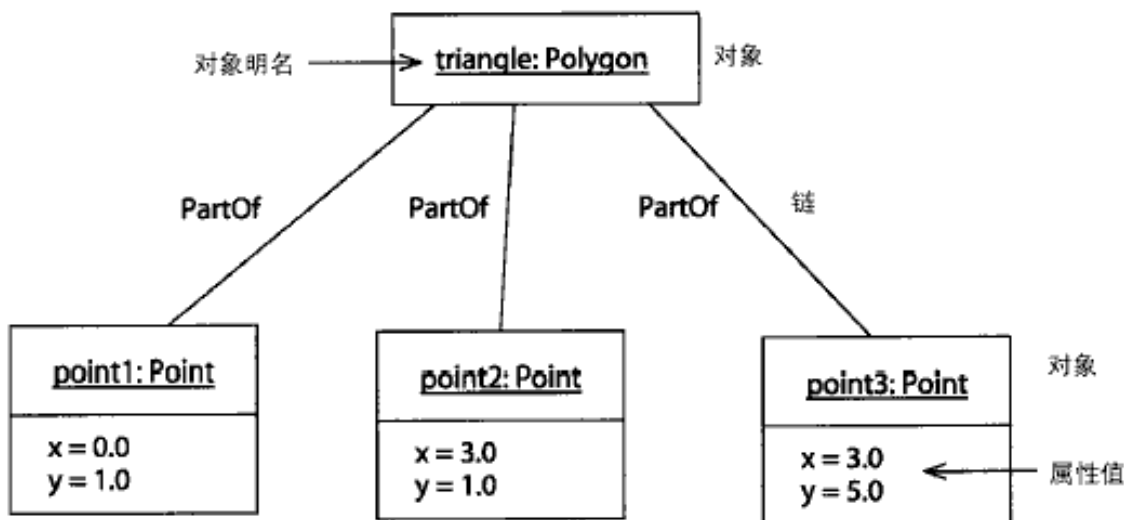 对象明名
triangle: Polygon
对象
PartOf
PartOf
PartOf
链
point1: Point
x = 0.0
y = 1.0
point2: Point
x = 3.0
y = 1.0
point3: Point
x = 3.0
y = 5.0
对象
属性值